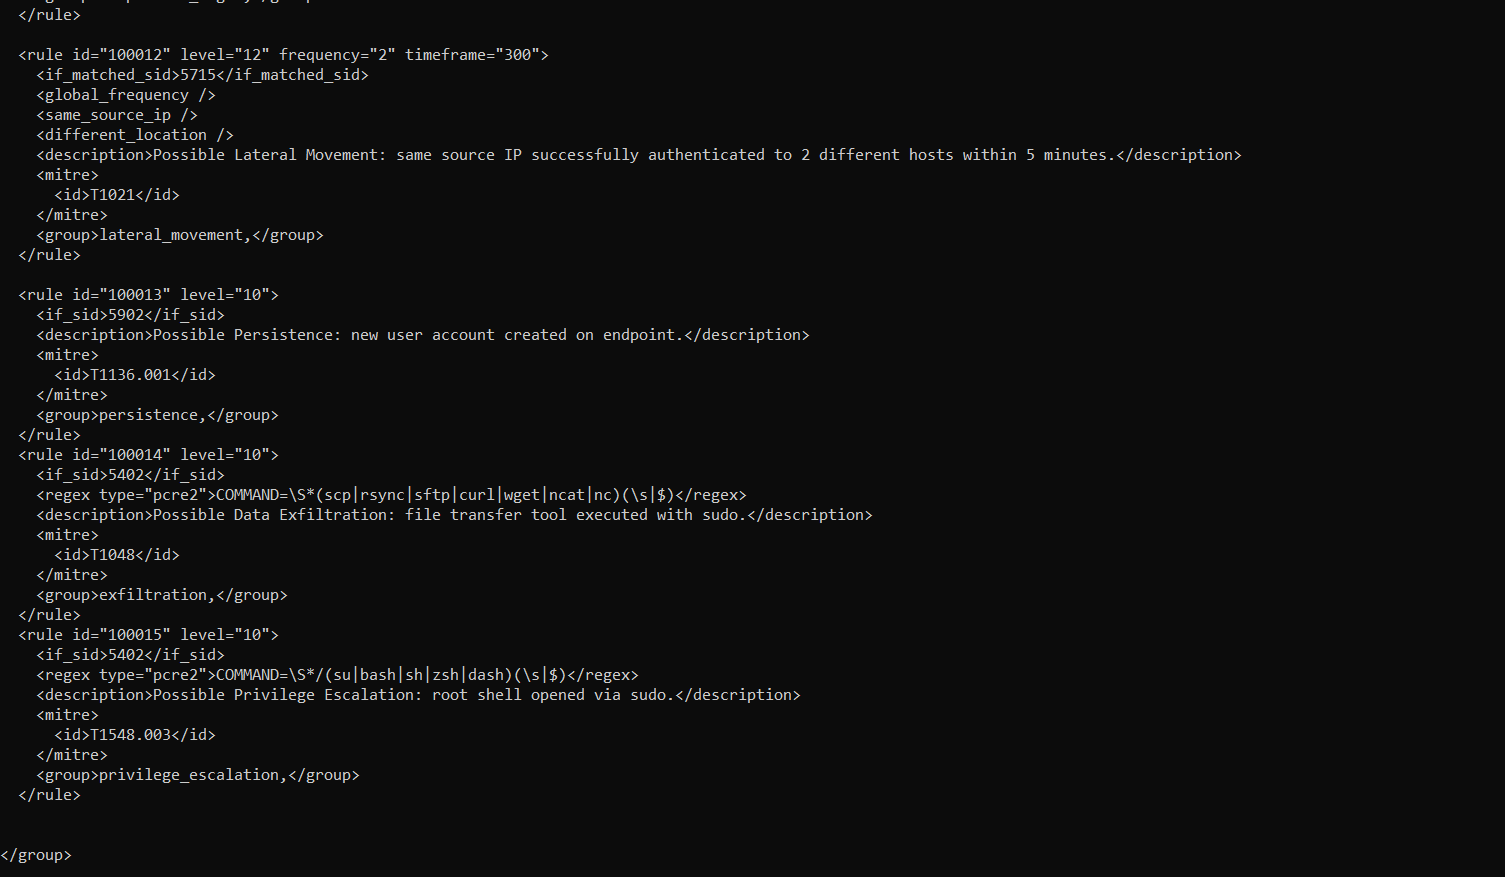 </rule>
<rule id="100012" level="12" frequency="2" timeframe="300">
<if_matched_sid>5715</if_matched_sid>
<global_frequency />
<same_source_ip />
<different_location />
<description>Possible Lateral Movement: same source IP successfully authenticated to 2 different hosts within 5 minutes.</description>
<mitre>
<id>T1021</id>
</mitre>
<group>lateral_movement,</group>
</rule>
<rule id="100013" level="10">
<if_sid>5902</if_sid>
<description>Possible Persistence: new user account created on endpoint.</description>
<mitre>
<id>T1136.001</id>
</mitre>
<group>persistence,</group>
</rule>
<rule id="100014" level="10">
<if_sid>5402</if_sid>
<regex type="pcre2">COMMAND=\S*(scp|rsync|sftp|curl|wget|ncat|nc)(\s|$)</regex>
<description>Possible Data Exfiltration: file transfer tool executed with sudo.</description>
<mitre>
<id>T1048</id>
</mitre>
<group>exfiltration,</group>
</rule>
<rule id="100015" level="10">
<if_sid>5402</if_sid>
<regex type="pcre2">COMMAND=\S*/(su|bash|sh|zsh|dash)(\s|$)</regex>
<description>Possible Privilege Escalation: root shell opened via sudo.</description>
<mitre>
<id>T1548.003</id>
</mitre>
<group>privilege_escalation,</group>
</rule>
</group>